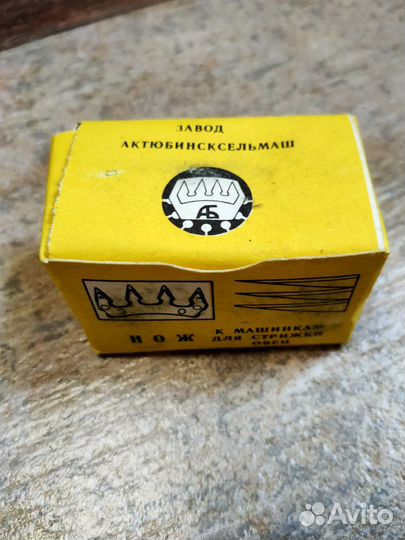 ЗАВОД
АКТЮБИНСКСЕЛЬМАШ
АБ
НОЖ К МАШИНКАМ
ДЛЯ СТРИЖКИ
ОВЕЦ
Avito